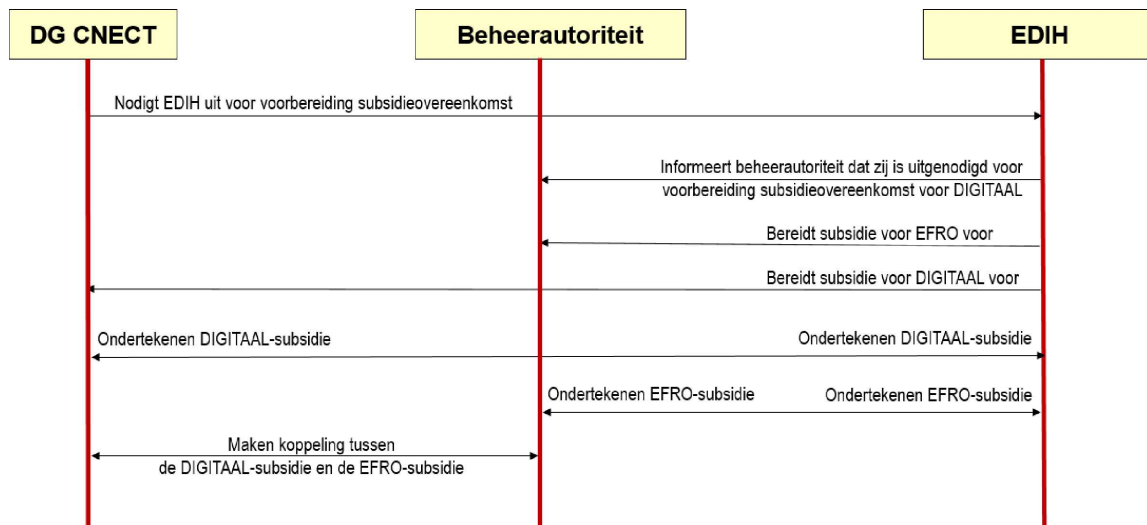 DG CNECT
Beheerautoriteit
EDIH
Nodigt EDIH uit voor voorbereiding subsidieovereenkomst
Informeert beheerautoriteit dat zij is uitgenodigd voor
voorbereiding subsidieovereenkomst voor DIGITAAL
Bereidt subsidie voor EFRO voor
Bereidt subsidie voor DIGITAAL voor
Ondertekenen DIGITAAL-subsidie
Ondertekenen DIGITAAL-subsidie
Ondertekenen EFRO-subsidie
Ondertekenen EFRO-subsidie
Maken koppeling tussen
de DIGITAAL-subsidie en de EFRO-subsidie